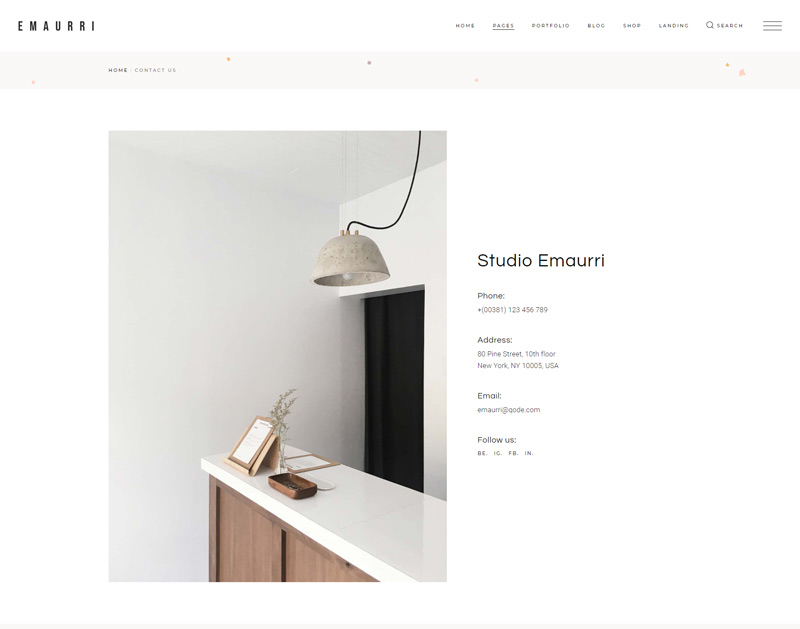 EMAURRI
HOME PAGES PORTFOLIO BLOG SHOP LANDING SEARCH
HOME | CONTACT US
Studio Emaurri
Phone:
+(00381) 123 456 789
Address:
80 Pine Street, 10th floor
New York, NY 10005, USA
Email:
emaurri@qode.com
Follow us:
BE. IG. FB. IN.